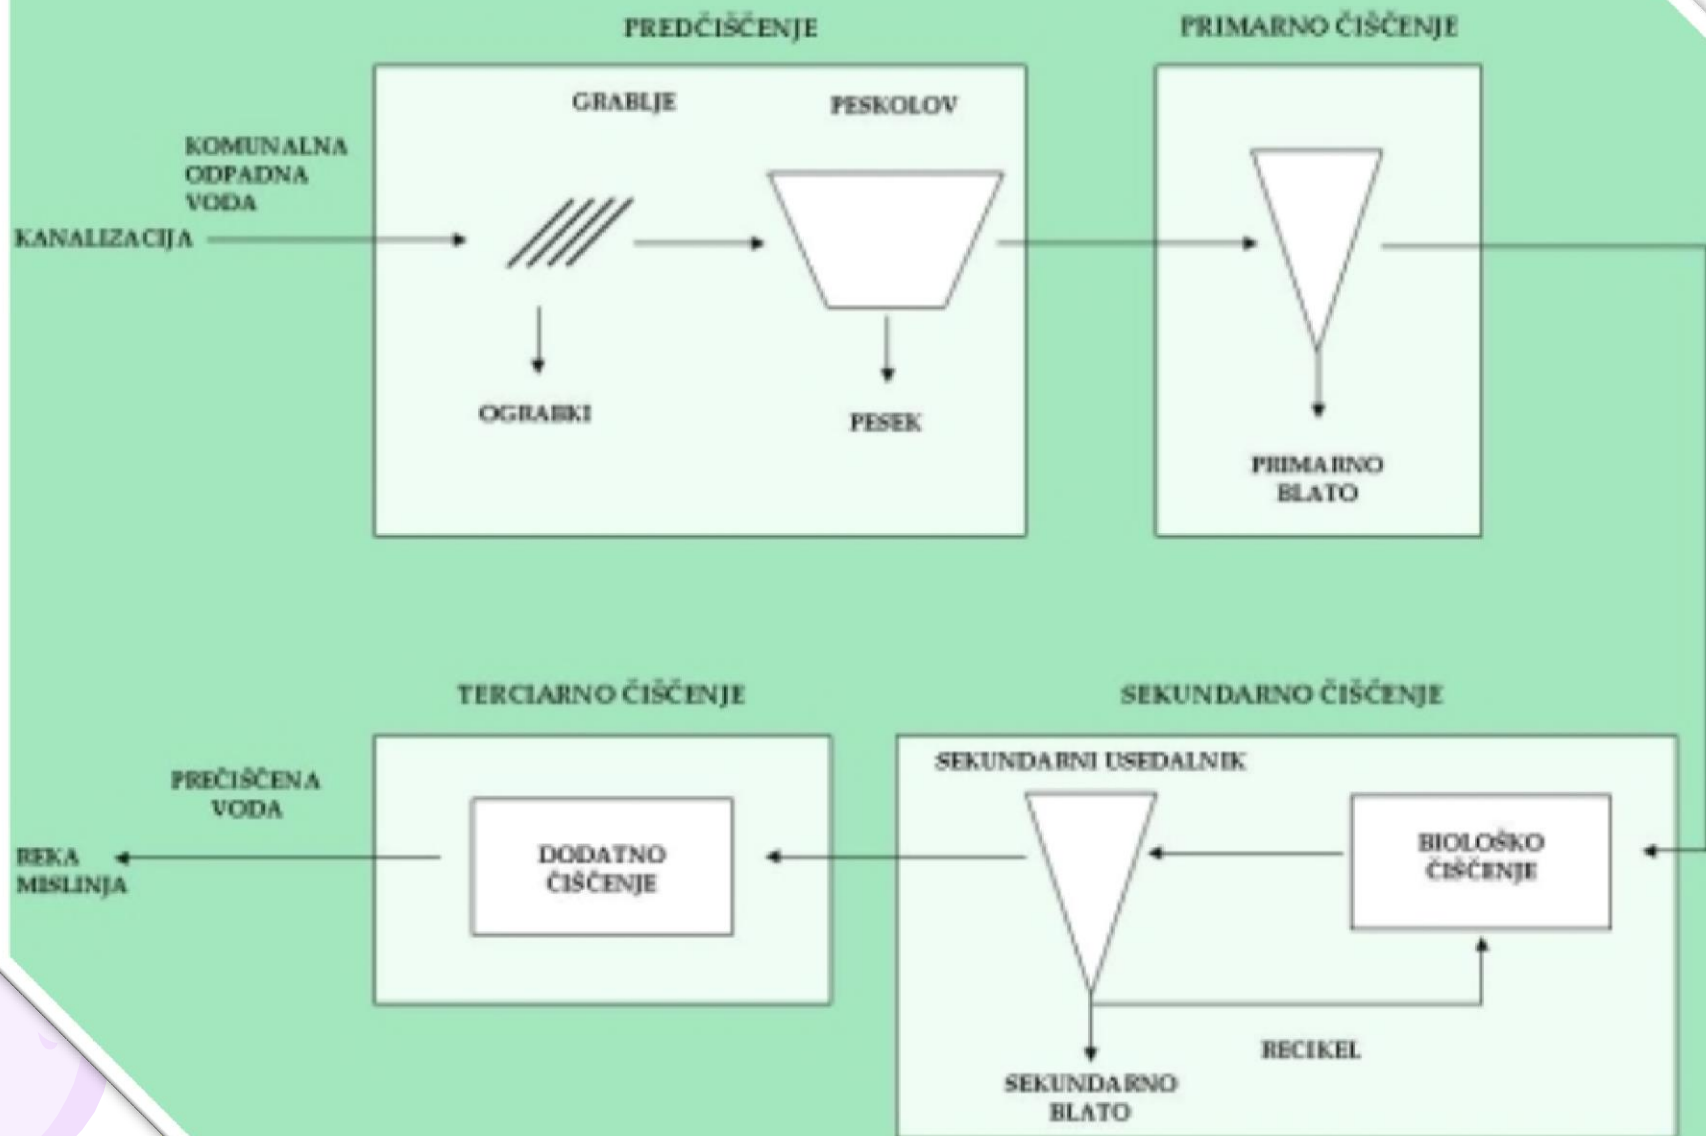 PREDČIŠČENJE
PRIMARNO ČIŠČENJE
GRABLJE
PESKOLOV
KOMUNALNA
ODPADNA
VODA
KANALIZACIJA
OGRABKI
PESEK
PRIMARNO
BLATO
TERCIARNO ČIŠČENJE
SEKUNDARNO ČIŠČENJE
SEKUNDARNI USEDALNIK
PREČIŠČENA
VODA
DODATNO
ČIŠČENJE
BIOLOŠKO
ČIŠČENJE
REKA
MISLINJA
RECIKEL
SEKUNDARNO
BLATO